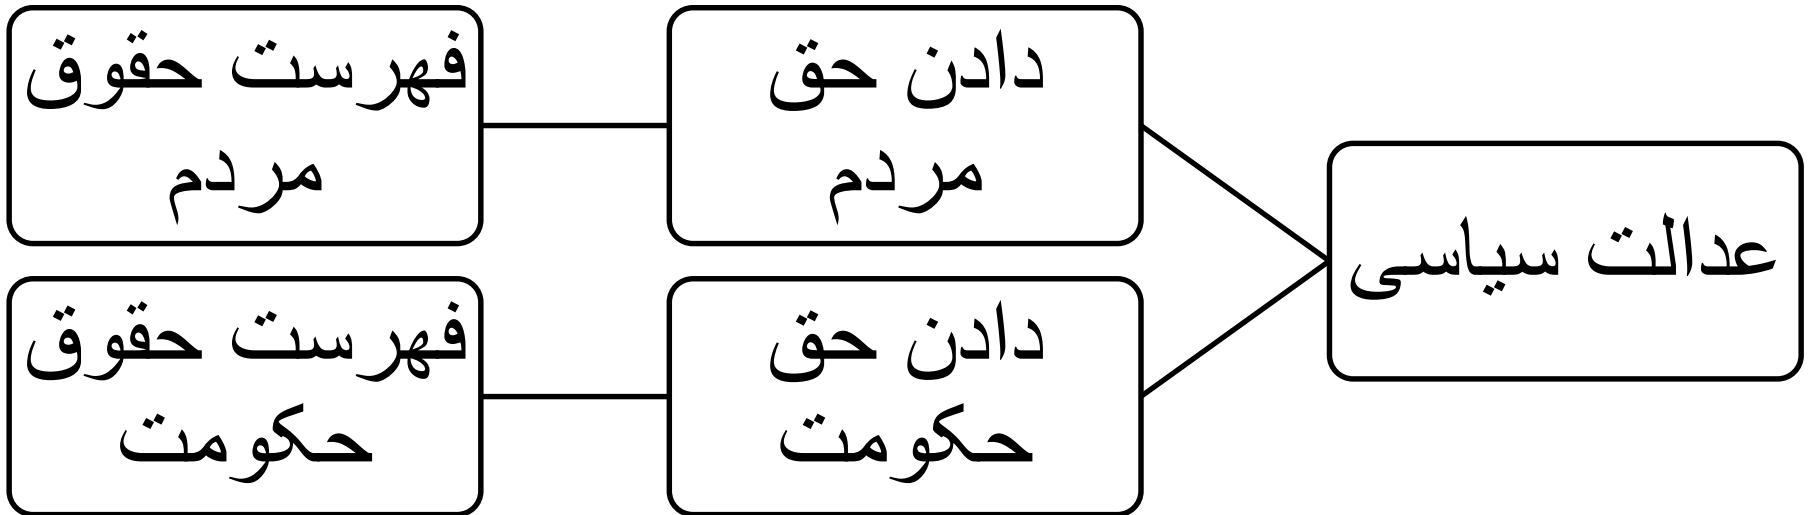 عدالت سیاسی
دادن حق
مردم
فهرست حقوق
مردم
دادن حق
حکومت
فهرست حقوق
حکومت